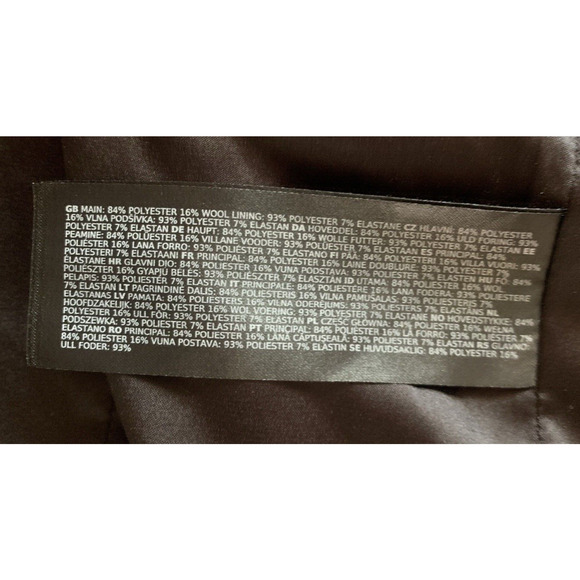 GB MAIN: 84% POLYESTER 16% WOOL LINING: 93% POLYESTER 7% ELASTANE CZ HLAVNÍ: 84% POLYESTER
16% VLNA PODŠÍVKA: 93% POLYESTER 7% ELASTAN DA HOVEDDEL: 84% POLYESTER 16% ULD FORING: 93%
POLYESTER 7% ELASTAN DE HAUPT: 84% POLYESTER 16% WOLLE FUTTER: 93% POLYESTER 7% ELASTAN EE
PEAMINE: 84% POLÜESTER 16% VILLANE VOODER: 93% POLÜESTER 7% ELASTAAN ES PRINCIPAL: 84%
POLIÉSTER 16% LANA FORRO: 93% POLIÉSTER 7% ELASTANO FI PÄÄ: 84% POLYESTERI 16% VILLA VUORI: 93%
POLYESTERI 7% ELASTAANI FR PRINCIPAL: 84% POLYESTER 16% LAINE DOUBLURE: 93% POLYESTER 7%
ÉLASTANE HR GLAVNI DIO: 84% POLIESTER 16% VUNA PODSTAVA: 93% POLIESTER 7% ELASTEN HU FŐ: 84%
POLIÉSZTER 16% GYAPJÚ BÉLÉS: 93% POLIÉSZTER 7% ELASZTÁN ID UTAMA: 84% POLIESTER 16% WOL PELAPIS: 93%
POLIESTER 7% ELASTAN IT PRINCIPALE: 84% POLIESTERE 16% LANA FODERA: 93% POLIESTERE
7% ELASTAN LT PAGRINDINĖ DALIS: 84% POLIESTERIS 16% VILNA PAMUŠALAS: 93% POLIESTERIS 7%
ELASTANAS LV PAMATA: 84% POLIESTERS 16% VILNA ODERĒJUMS: 93% POLIESTERS 7% ELASTĀNS NL
HOOFDZAKELIJK: 84% POLYESTER 16% WOL VOERING: 93% POLYESTER 7% ELASTAAN NO HOVEDSTYKKE: 84%
POLYESTER 16% ULL FÔR: 93% POLYESTER 7% ELASTAN PL CZĘŚĆ GŁÓWNA: 84% POLIESTER 16% WEŁNA
PODSZEWKA: 93% POLIESTER 7% ELASTAN PT PRINCIPAL: 84% POLIÉSTER 16% LÃ FORRO: 93% POLIÉSTER 7%
ELASTANO RO PRINCIPAL: 84% POLIESTER 16% LÂNĂ CĂPTUȘEALĂ: 93% POLIESTER 7% ELASTAN RS GLAVNO:
84% POLIESTER 16% VUNA POSTAVA: 93% POLIESTER 7% ELASTIN SE HUVUDSAKLIG: 84% POLYESTER 16%
ULL FODER: 93%